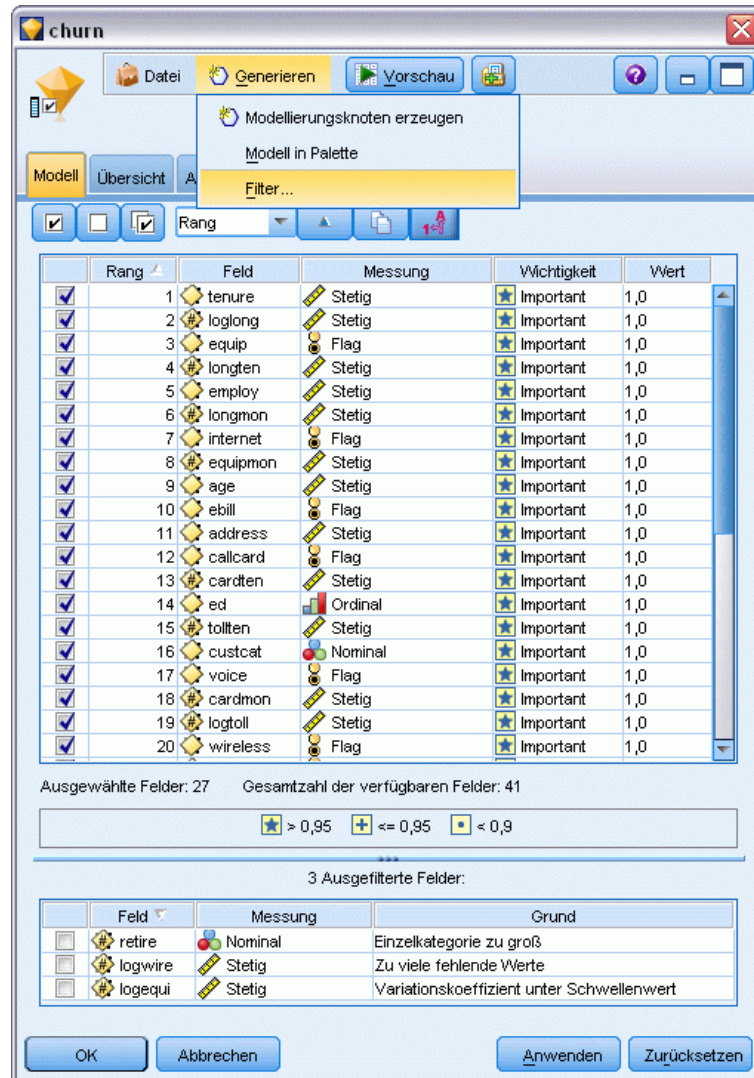 churn
Datei Generieren Vorschau
Modellierungsknoten erzeugen
Modell in Palette
Filter...
Modell Übersicht A
Rang
Rang Feld Messung Wichtigkeit Wert
1 tenure Stetig Important 1,0
2 loglong Stetig Important 1,0
3 equip Flag Important 1,0
4 longten Stetig Important 1,0
5 employ Stetig Important 1,0
6 longmon Stetig Important 1,0
7 internet Flag Important 1,0
8 equipmon Stetig Important 1,0
9 age Stetig Important 1,0
10 ebill Flag Important 1,0
11 address Stetig Important 1,0
12 callcard Flag Important 1,0
13 cardten Stetig Important 1,0
14 ed Ordinal Important 1,0
15 tollten Stetig Important 1,0
16 custcat Nominal Important 1,0
17 voice Flag Important 1,0
18 cardmon Stetig Important 1,0
19 logtoll Stetig Important 1,0
20 wireless Flag Important 1,0
Ausgewählte Felder: 27 Gesamtzahl der verfügbaren Felder: 41
> 0,95 <= 0,95 < 0,9
3 Ausgefilterte Felder:
Feld Messung Grund
retire Nominal Einzelkategorie zu groß
logwire Stetig Zu viele fehlende Werte
logequi Stetig Variationskoeffizient unter Schwellenwert
OK Abbrechen Anwenden Zurücksetzen